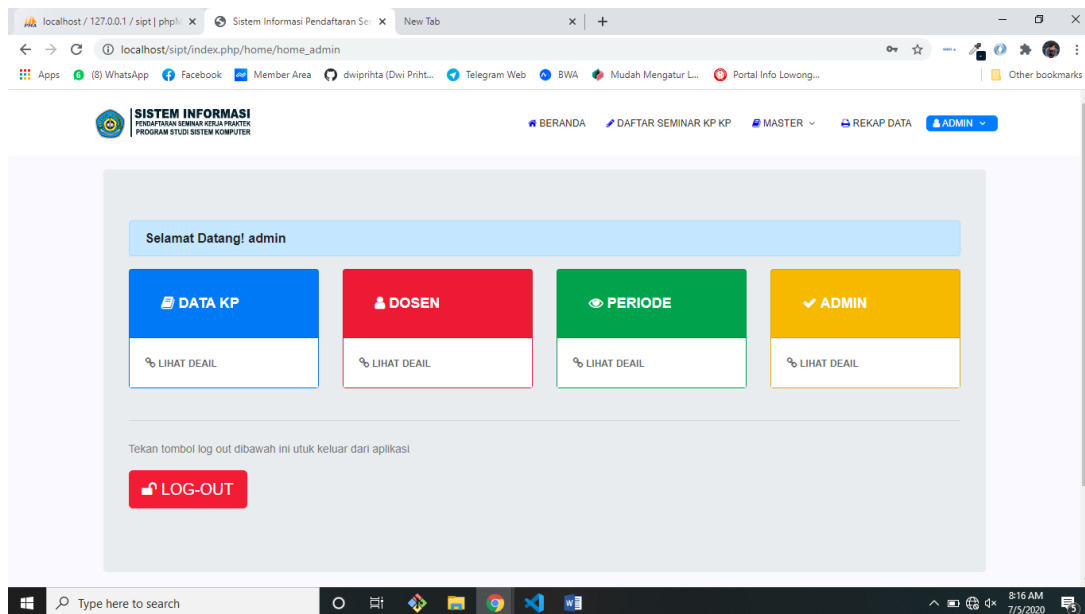 localhost / 127.0.0.1 / sipt | phpM
Sistem Informasi Pendaftaran Ser
New Tab
localhost/sipt/index.php/home/home_admin
Apps
(8) WhatsApp
Facebook
Member Area
dwiprihta (Dwi Priht...
Telegram Web
BWA
Mudah Mengatur L...
Portal Info Lowong...
Other bookmarks
SISTEM INFORMASI
PENDAFTARAN SEMINAR KERJA PRAKTEK
PROGRAM STUDI SISTEM KOMPUTER
BERANDA
DAFTAR SEMINAR KP KP
MASTER
REKAP DATA
ADMIN
Selamat Datang! admin
DATA KP
LIHAT DEAIL
DOSEN
LIHAT DEAIL
PERIODE
LIHAT DEAIL
ADMIN
LIHAT DEAIL
Tekan tombol log out dibawah ini utuk keluar dari aplikasi
LOG-OUT
Type here to search
8:16 AM
7/5/2020